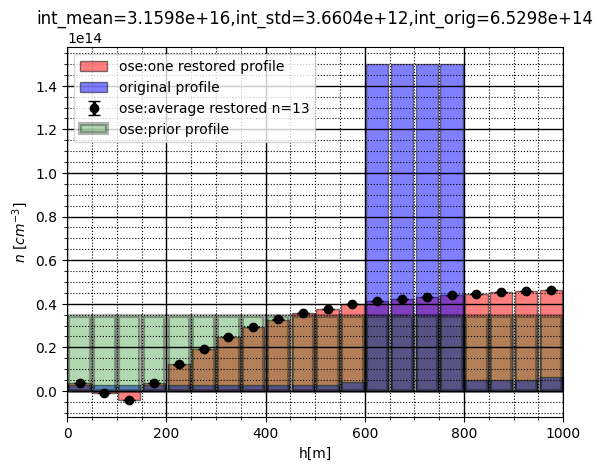 int_mean=3.1598e+16,int_std=3.6604e+12,int_orig=6.5298e+14
1e14
ose:one restored profile
original profile
ose:average restored n=13
ose:prior profile
1.4
1.2
1.0
0.8
0.6
0.4
0.2
0.0
n [cm⁻³]
0 200 400 600 800 1000
h[m]